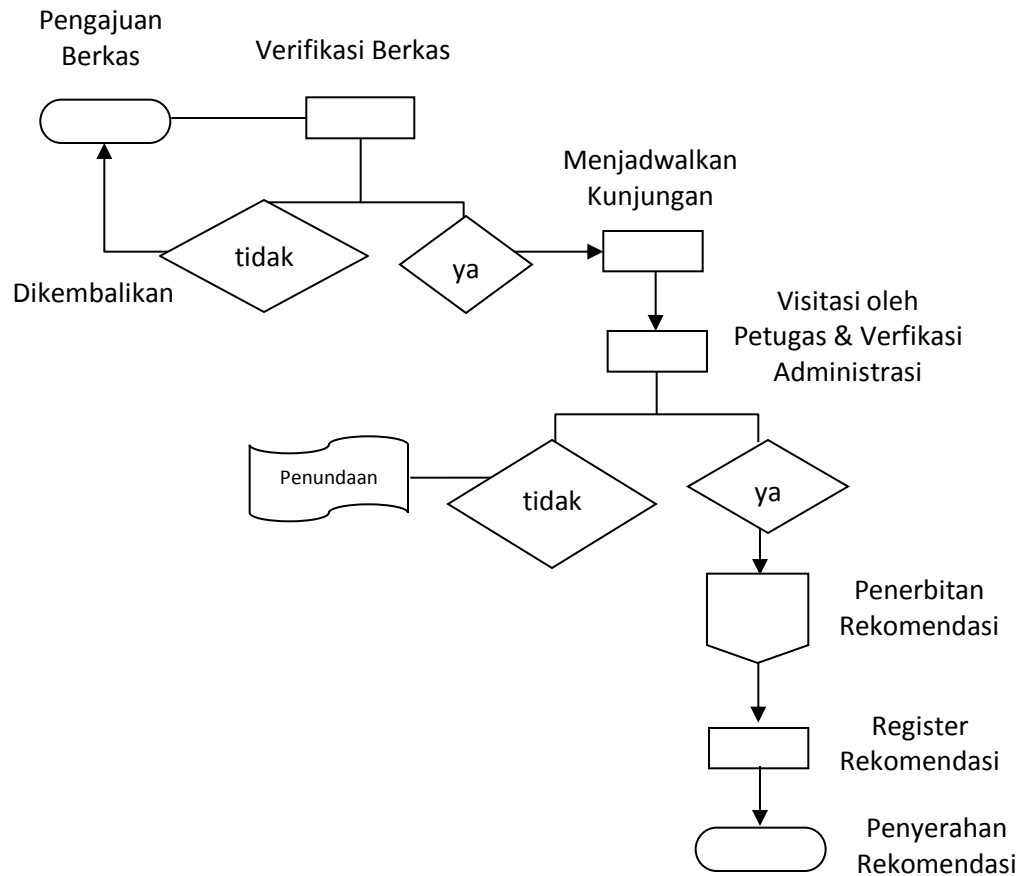 Pengajuan
Berkas
Verifikasi Berkas
Menjadwalkan
Kunjungan
tidak
ya
Dikembalikan
Visitasi oleh
Petugas & Verfikasi
Administrasi
Penundaan
tidak
ya
Penerbitan
Rekomendasi
Register
Rekomendasi
Penyerahan
Rekomendasi